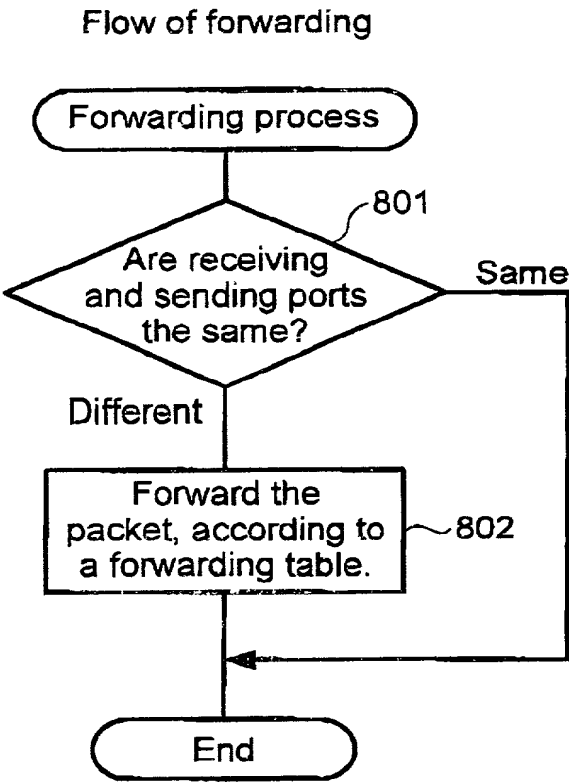 Flow of forwarding
Forwarding process
801
Are receiving
and sending ports
the same?
Same
Different
Forward the
packet, according to
a forwarding table.
802
End